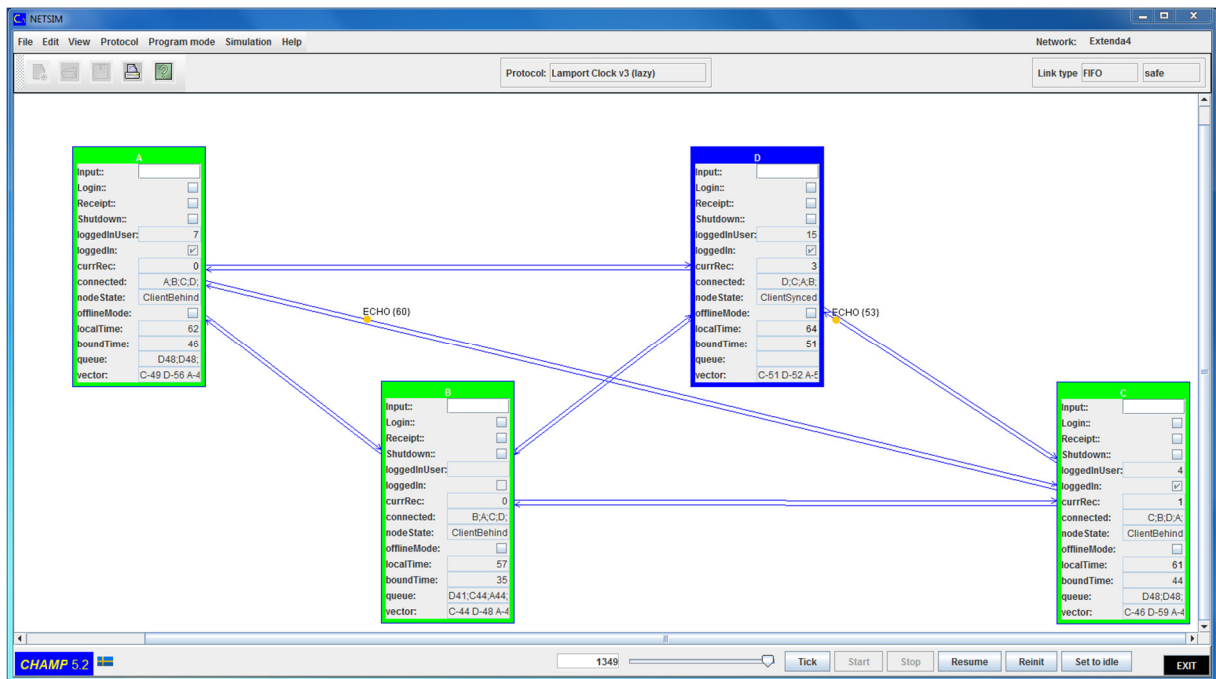 NETSIM
File Edit View Protocol Program mode Simulation Help
Network: Extenda4
Protocol: Lamport Clock v3 (lazy)
Link type FIFO safe
A
Input::
Login::
Receipt::
Shutdown::
loggedInUser: 7
loggedIn:
currRec: 0
connected: A;B;C;D;
nodeState: ClientBehind
offlineMode:
localTime: 62
boundTime: 46
queue: D48;D48;
vector: C-49 D-56 A-4
D
Input::
Login::
Receipt::
Shutdown::
loggedInUser: 15
loggedIn:
currRec: 3
connected: D;C;A;B;
nodeState: ClientSynced
offlineMode:
localTime: 64
boundTime: 51
queue:
vector: C-51 D-52 A-5
ECHO (60)
ECHO (53)
B
Input::
Login::
Receipt::
Shutdown::
loggedInUser:
loggedIn:
currRec: 0
connected: B;A;C;D;
nodeState: ClientBehind
offlineMode:
localTime: 57
boundTime: 35
queue: D41;C44;A44;
vector: C-44 D-48 A-4
C
Input::
Login::
Receipt::
Shutdown::
loggedInUser: 4
loggedIn:
currRec: 1
connected: C;B;D;A;
nodeState: ClientBehind
offlineMode:
localTime: 61
boundTime: 44
queue: D48;D48;
vector: C-46 D-59 A-4
CHAMP 5.2
1349
Tick Start Stop Resume Reinit Set to idle EXIT